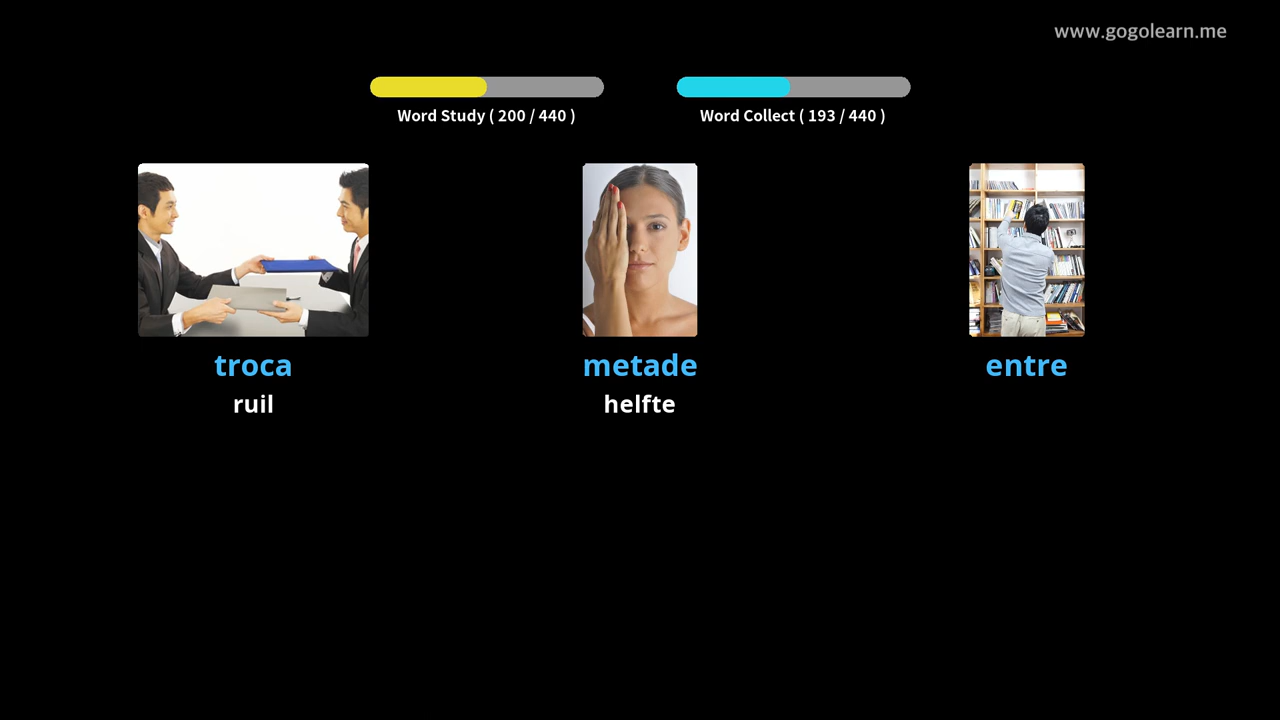 www.gogolearn.me
Word Study ( 200 / 440 )
Word Collect ( 193 / 440 )
troca
metade
entre
ruil
helfte